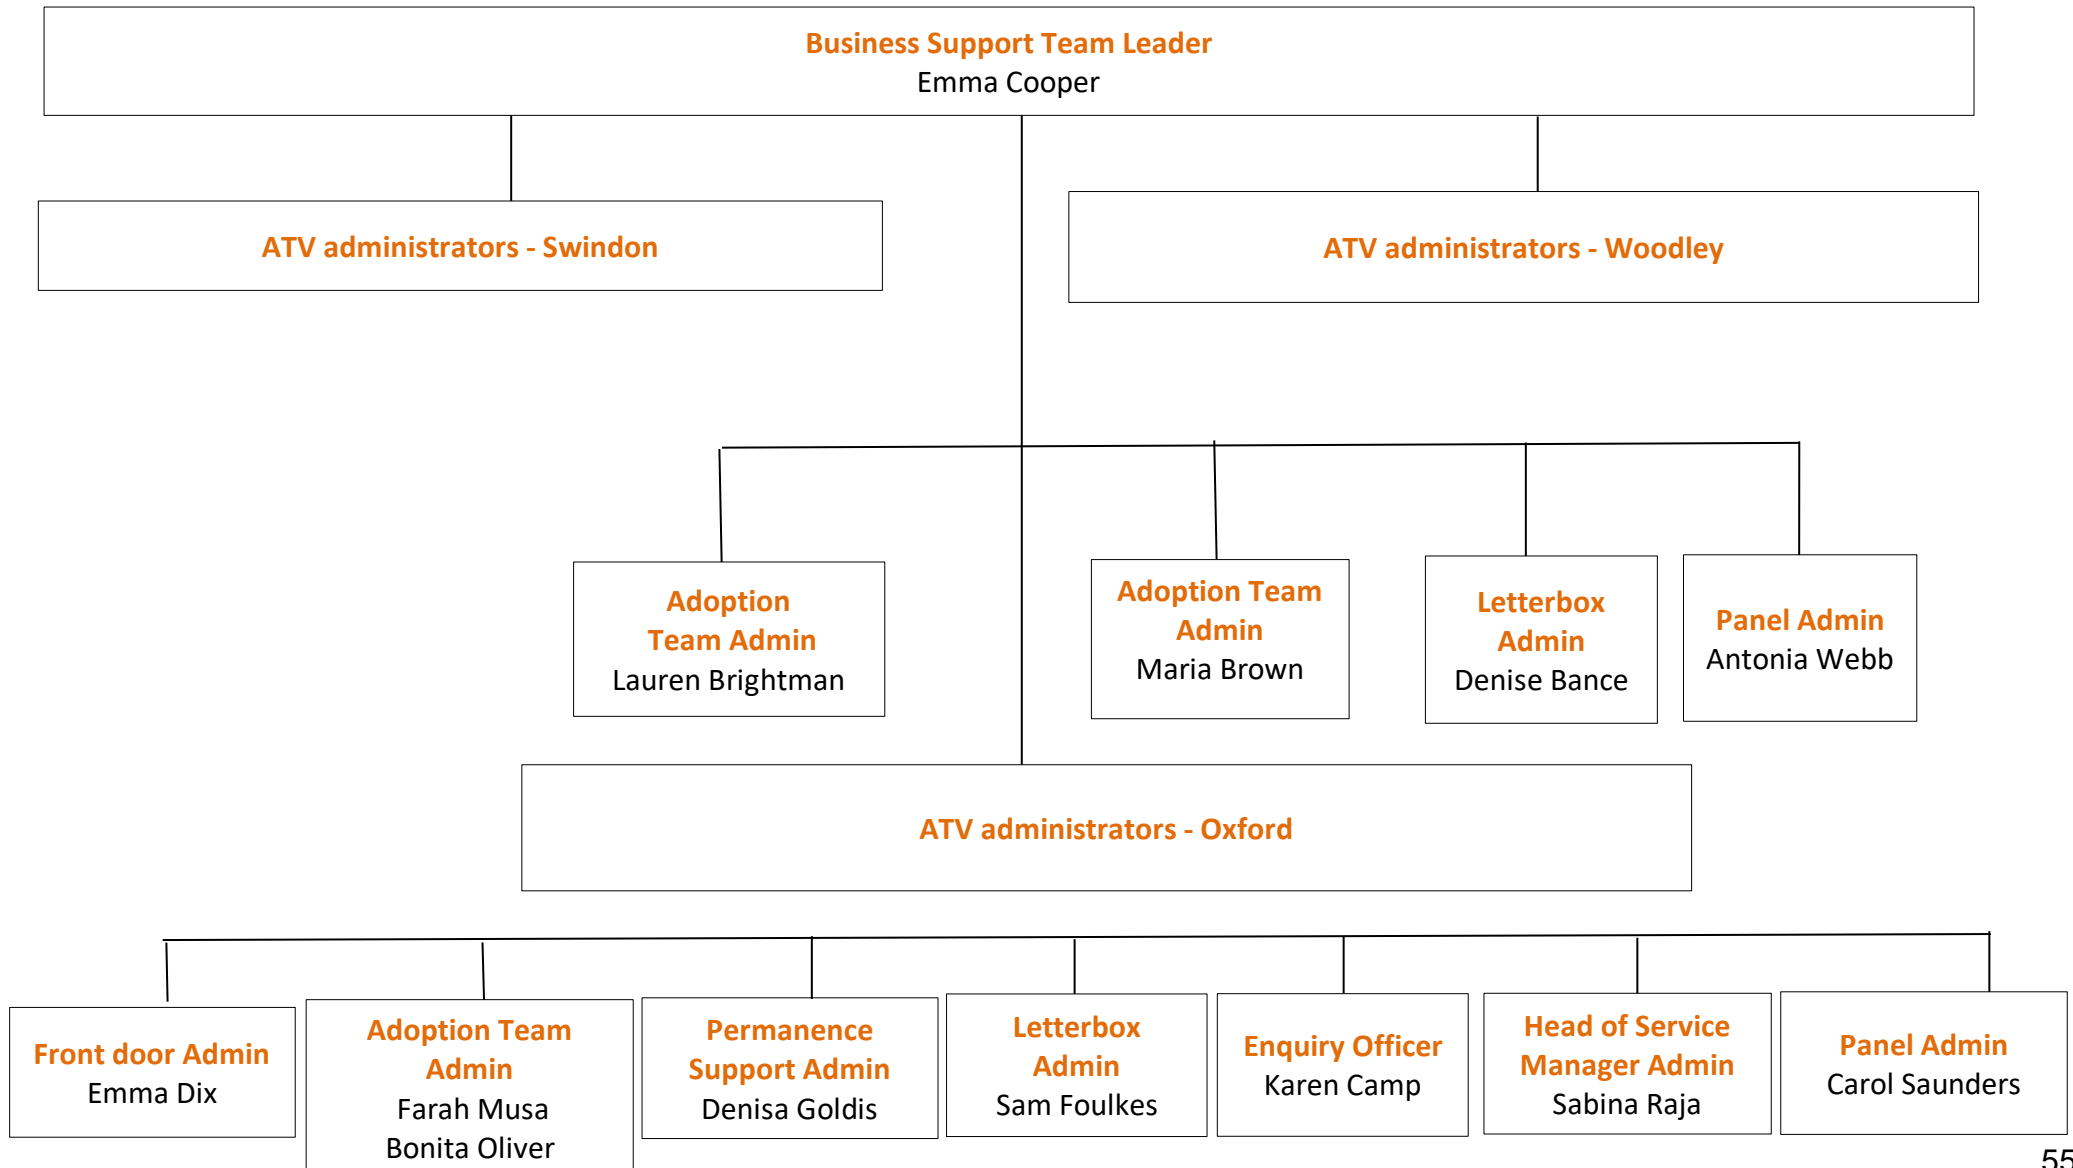 Business Support Team Leader
Emma Cooper
ATV administrators - Swindon
ATV administrators - Woodley
Adoption
Team Admin
Lauren Brightman
Adoption Team
Admin
Maria Brown
Letterbox
Admin
Denise Bance
Panel Admin
Antonia Webb
ATV administrators - Oxford
Front door Admin
Emma Dix
Adoption Team
Admin
Farah Musa
Bonita Oliver
Permanence
Support Admin
Denisa Goldis
Letterbox
Admin
Sam Foulkes
Enquiry Officer
Karen Camp
Head of Service
Manager Admin
Sabina Raja
Panel Admin
Carol Saunders
55